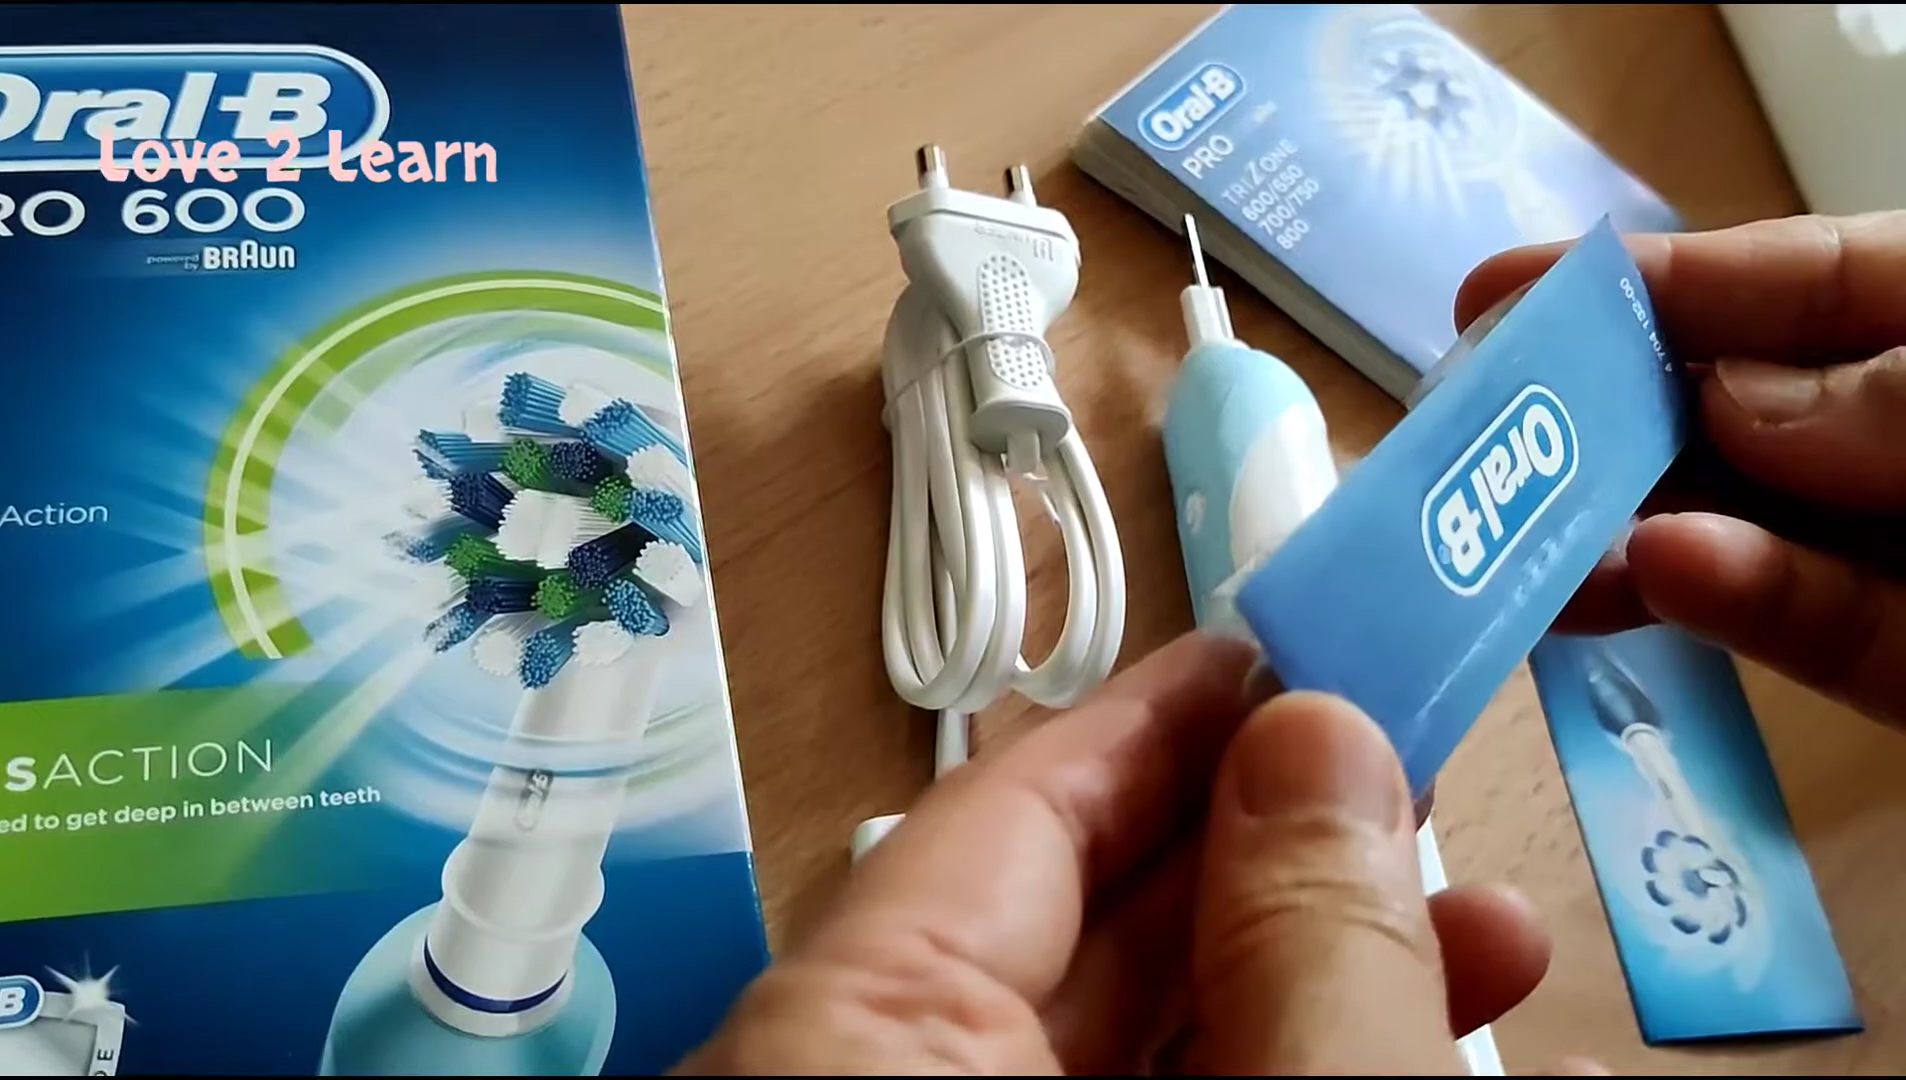 Oral-B
Love 2 Learn
RO 600
powered by BRAUN
Action
sACTION
ed to get deep in between teeth
Oral-B
B
Oral-B
PRO
TRIZONE
600/650
700/750
800
Oral-B